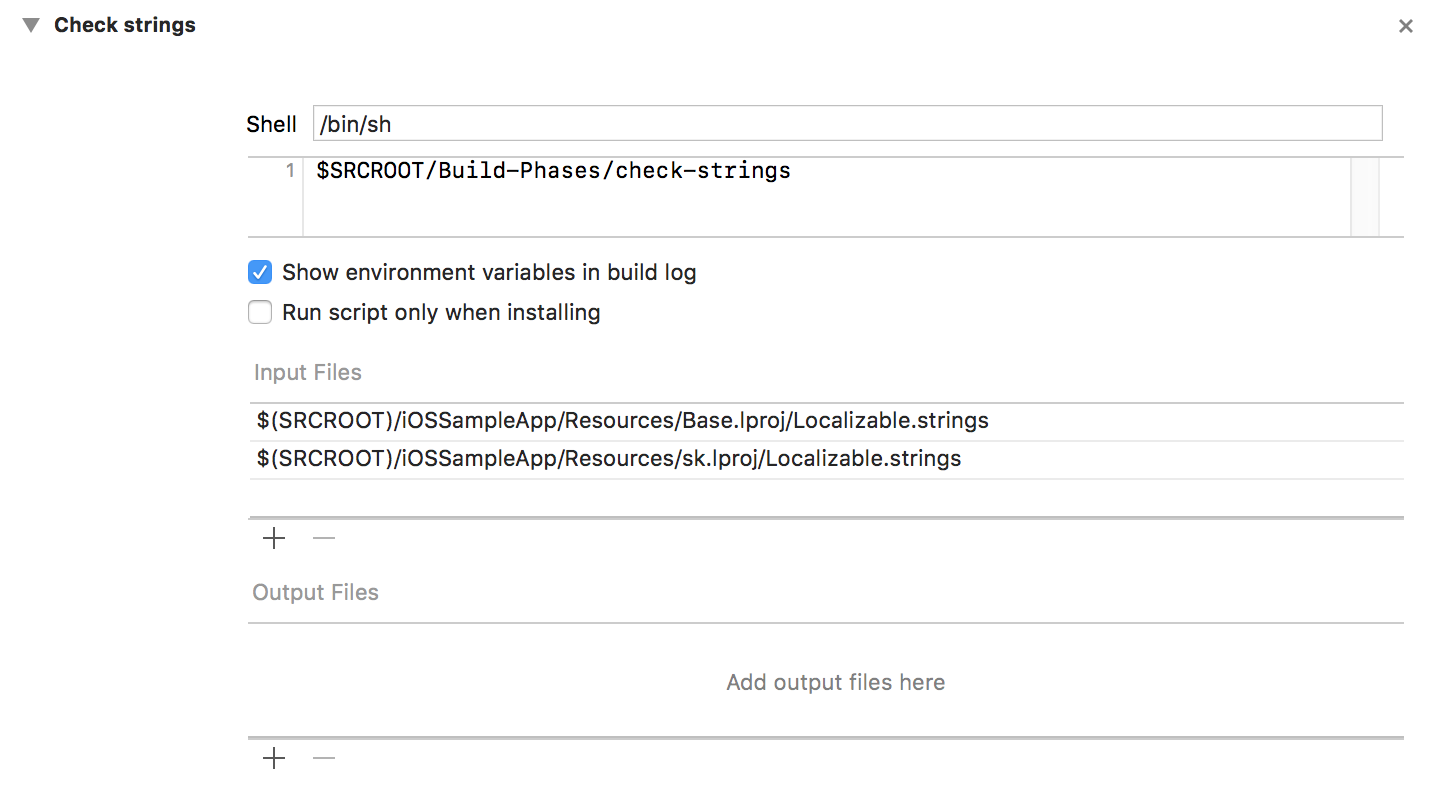 Check strings
Shell /bin/sh
1 $SRCROOT/Build-Phases/check-strings
Show environment variables in build log
Run script only when installing
Input Files
$(SRCROOT)/iOSSampleApp/Resources/Base.lproj/Localizable.strings
$(SRCROOT)/iOSSampleApp/Resources/sk.lproj/Localizable.strings
Output Files
Add output files here